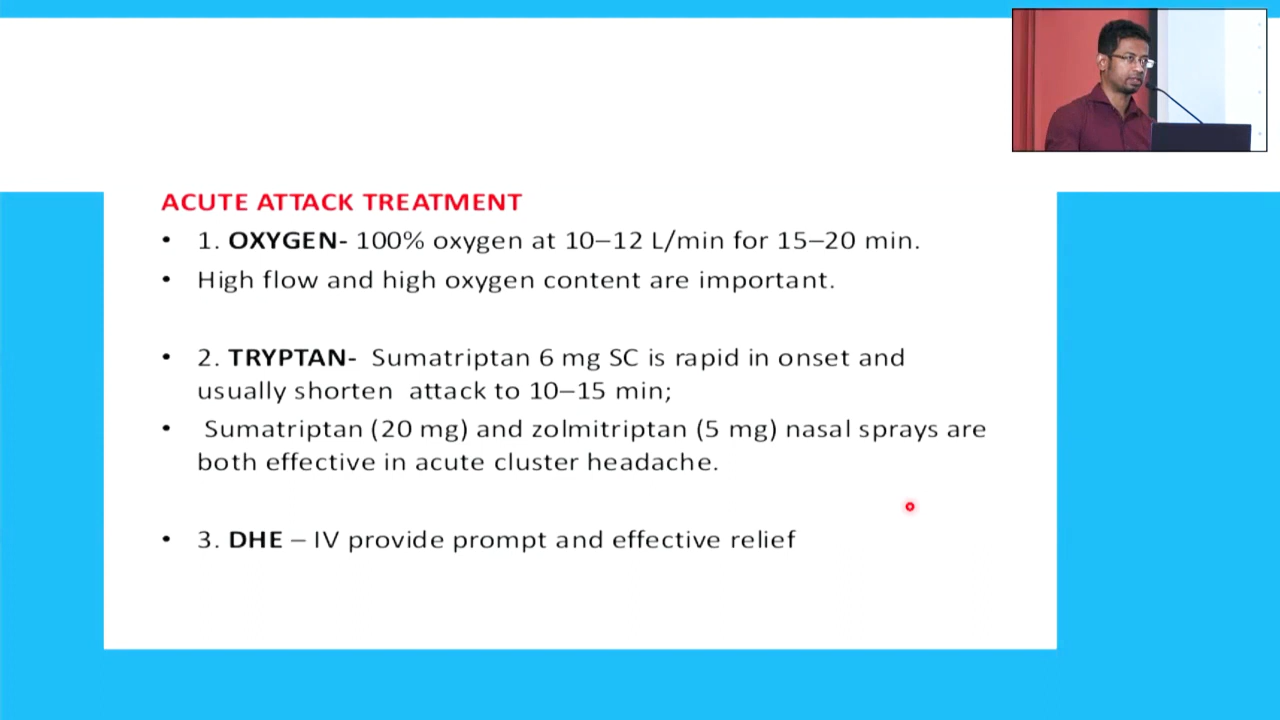 ACUTE ATTACK TREATMENT
• 1. OXYGEN- 100% oxygen at 10–12 L/min for 15–20 min.
• High flow and high oxygen content are important.
• 2. TRYPTAN- Sumatriptan 6 mg SC is rapid in onset and
usually shorten attack to 10–15 min;
• Sumatriptan (20 mg) and zolmitriptan (5 mg) nasal sprays are
both effective in acute cluster headache.
• 3. DHE – IV provide prompt and effective relief